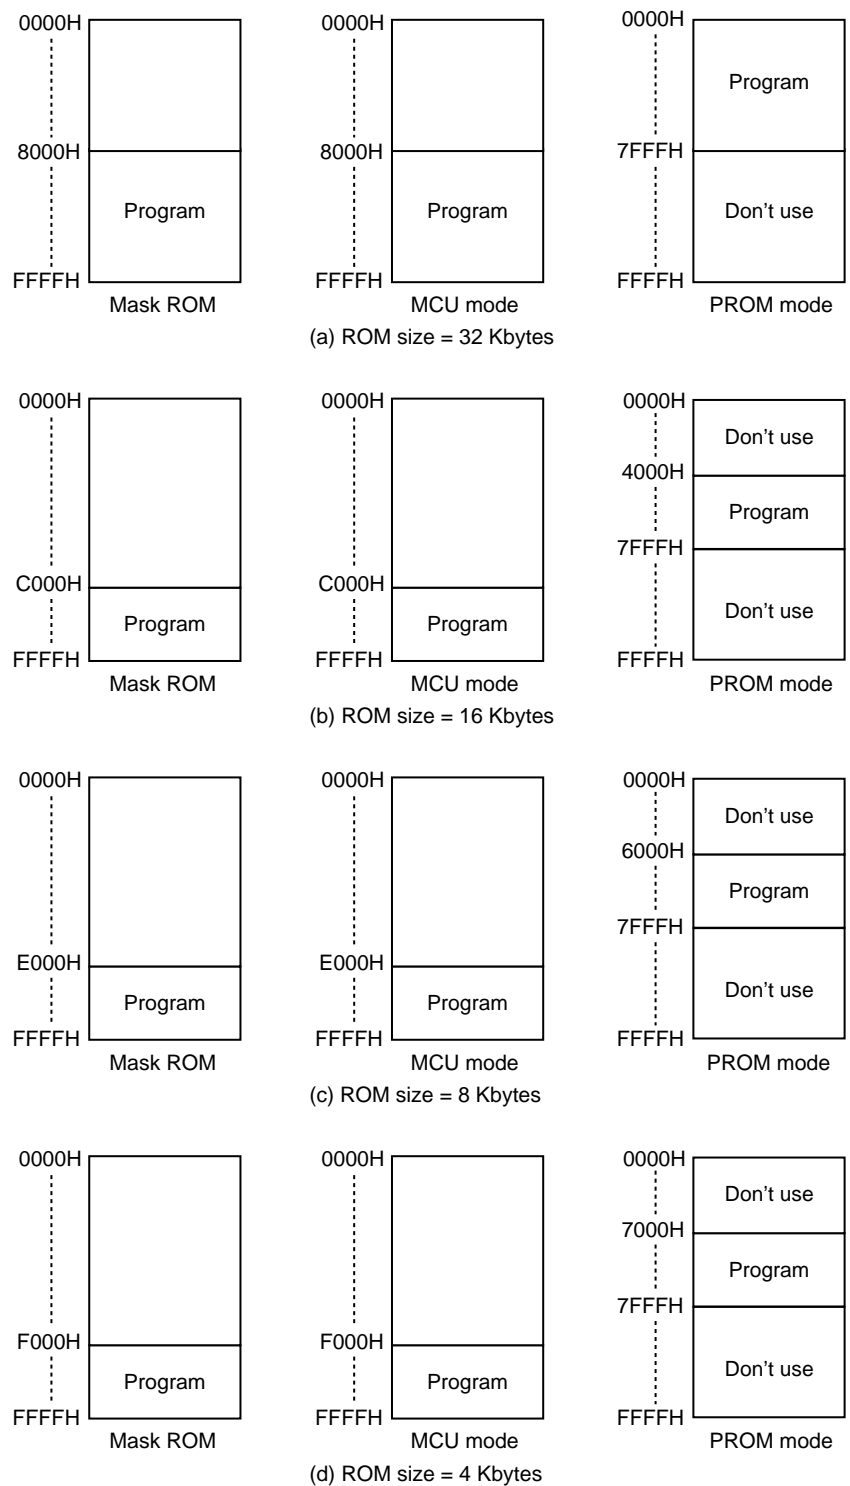 0000H
8000H
Program
FFFFH
Mask ROM
0000H
8000H
Program
FFFFH
MCU mode
0000H
Program
7FFFH
Don't use
FFFFH
PROM mode
(a) ROM size = 32 Kbytes
0000H
C000H
Program
FFFFH
Mask ROM
0000H
C000H
Program
FFFFH
MCU mode
0000H
Don't use
4000H
Program
7FFFH
Don't use
FFFFH
PROM mode
(b) ROM size = 16 Kbytes
0000H
E000H
Program
FFFFH
Mask ROM
0000H
E000H
Program
FFFFH
MCU mode
0000H
Don't use
6000H
Program
7FFFH
Don't use
FFFFH
PROM mode
(c) ROM size = 8 Kbytes
0000H
F000H
Program
FFFFH
Mask ROM
0000H
F000H
Program
FFFFH
MCU mode
0000H
Don't use
7000H
Program
7FFFH
Don't use
FFFFH
PROM mode
(d) ROM size = 4 Kbytes